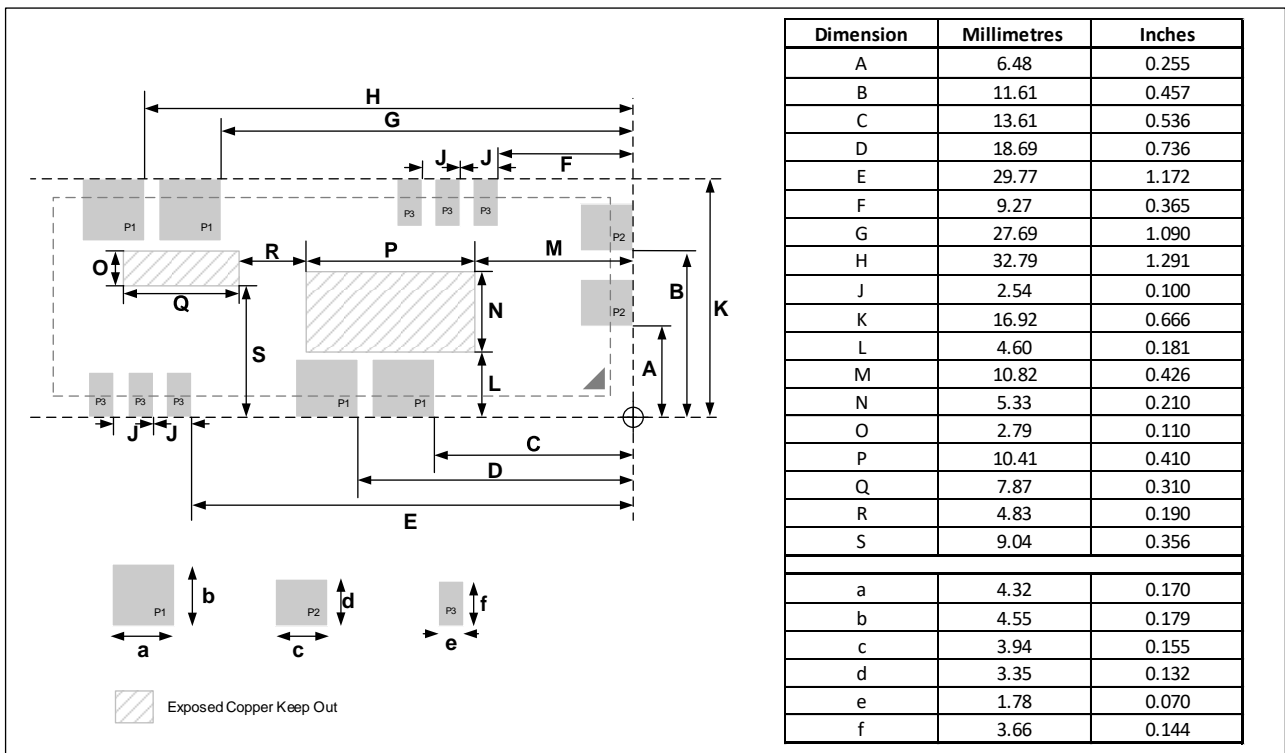 H
G
J J F
P1 P1 P3 P3 P3
P2
R P M
O
B
K
Q N
P2
S
A
L
P3 P3 P3 P1 P1
J J
C
D
E
P1 b P2 d P3 f
a c e
Exposed Copper Keep Out
Dimension Millimetres Inches
A 6.48 0.255
B 11.61 0.457
C 13.61 0.536
D 18.69 0.736
E 29.77 1.172
F 9.27 0.365
G 27.69 1.090
H 32.79 1.291
J 2.54 0.100
K 16.92 0.666
L 4.60 0.181
M 10.82 0.426
N 5.33 0.210
O 2.79 0.110
P 10.41 0.410
Q 7.87 0.310
R 4.83 0.190
S 9.04 0.356
a 4.32 0.170
b 4.55 0.179
c 3.94 0.155
d 3.35 0.132
e 1.78 0.070
f 3.66 0.144